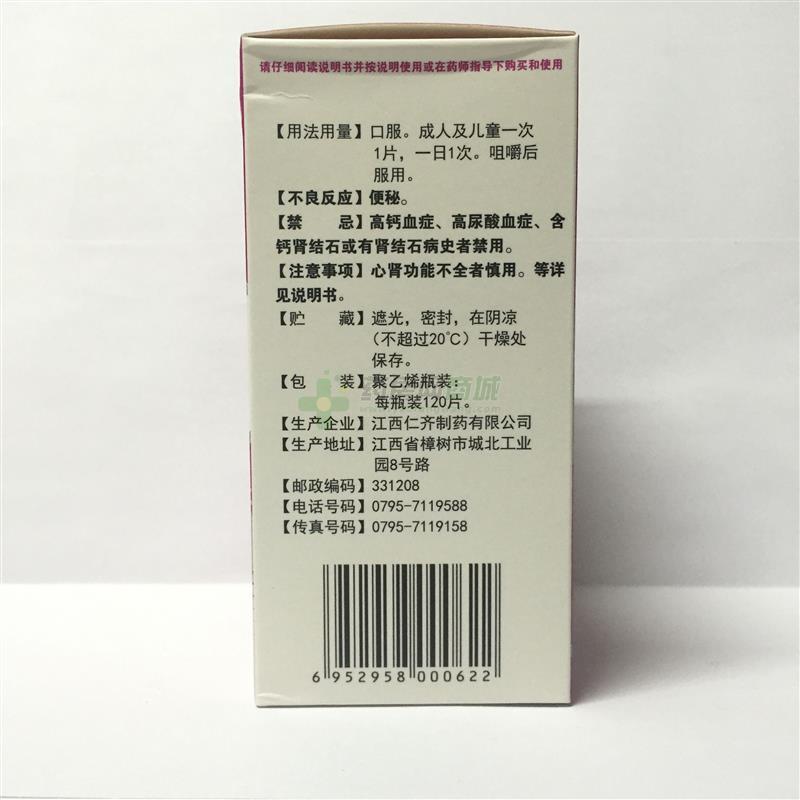 请仔细阅读说明书并按说明使用或在药师指导下购买和使用
【用法用量】口服。成人及儿童一次
1片，一日1次。咀嚼后
服用。
【不良反应】便秘。
【禁　　忌】高钙血症、高尿酸血症、含
钙肾结石或有肾结石病史者禁用。
【注意事项】心肾功能不全者慎用。等详
见说明书。
【贮　　藏】遮光，密封，在阴凉
（不超过20℃）干燥处
保存。
【包　　装】聚乙烯瓶装：
每瓶装120片。
【生产企业】江西仁齐制药有限公司
【生产地址】江西省樟树市城北工业
园8号路
【邮政编码】331208
【电话号码】0795-7119588
【传真号码】0795-7119158
6 952958 000622